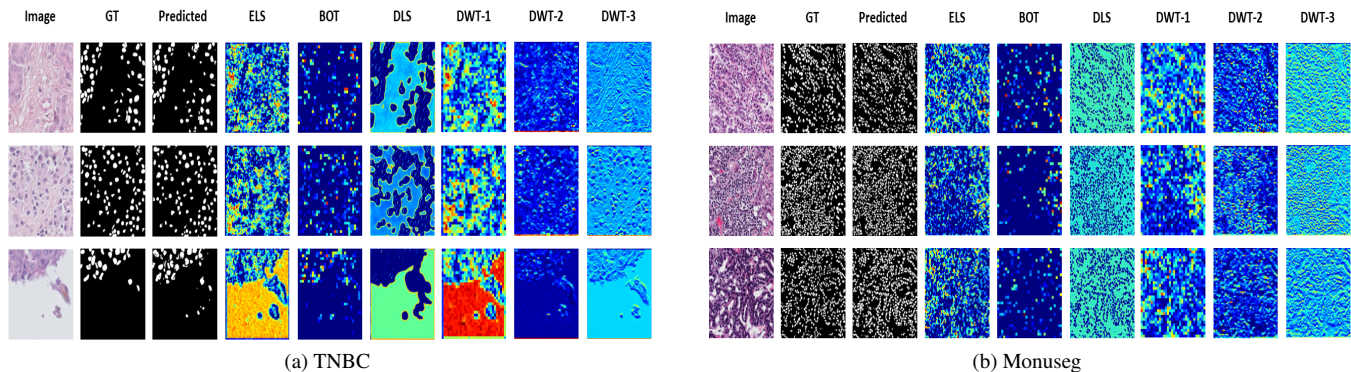 Image GT Predicted ELS BOT DLS DWT-1 DWT-2 DWT-3
(a) TNBC
Image GT Predicted ELS BOT DLS DWT-1 DWT-2 DWT-3
(b) Monuseg